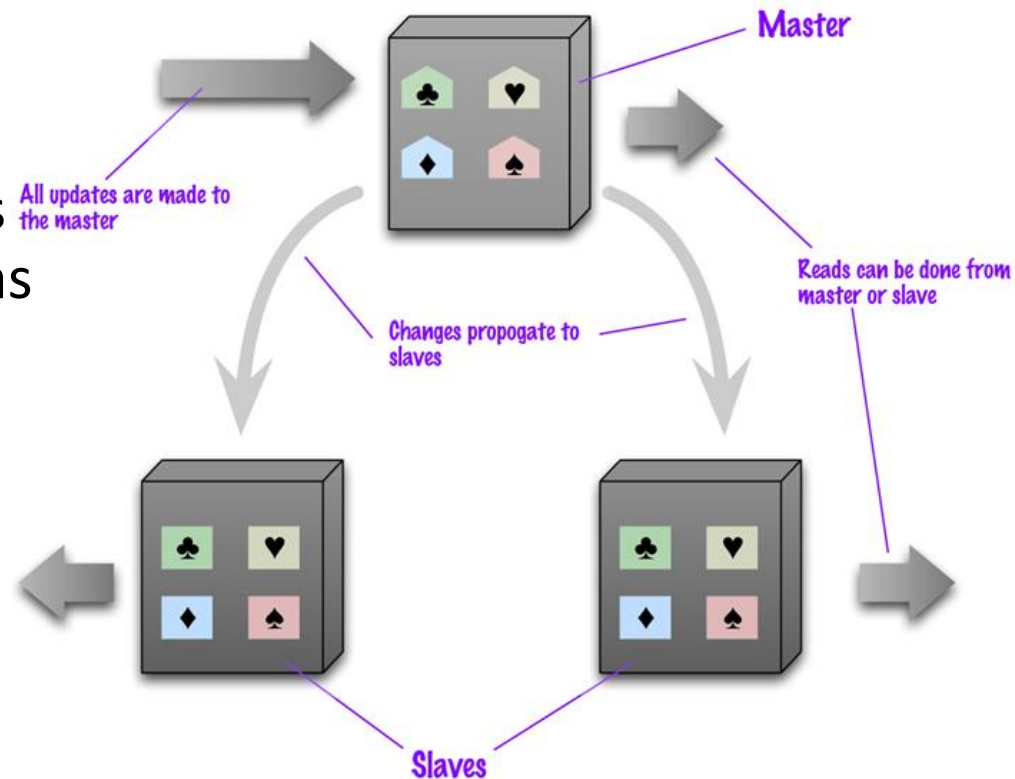 Master
All updates are made to
the master
s
ns
Reads can be done from
master or slave
Changes propogate to
slaves
Slaves